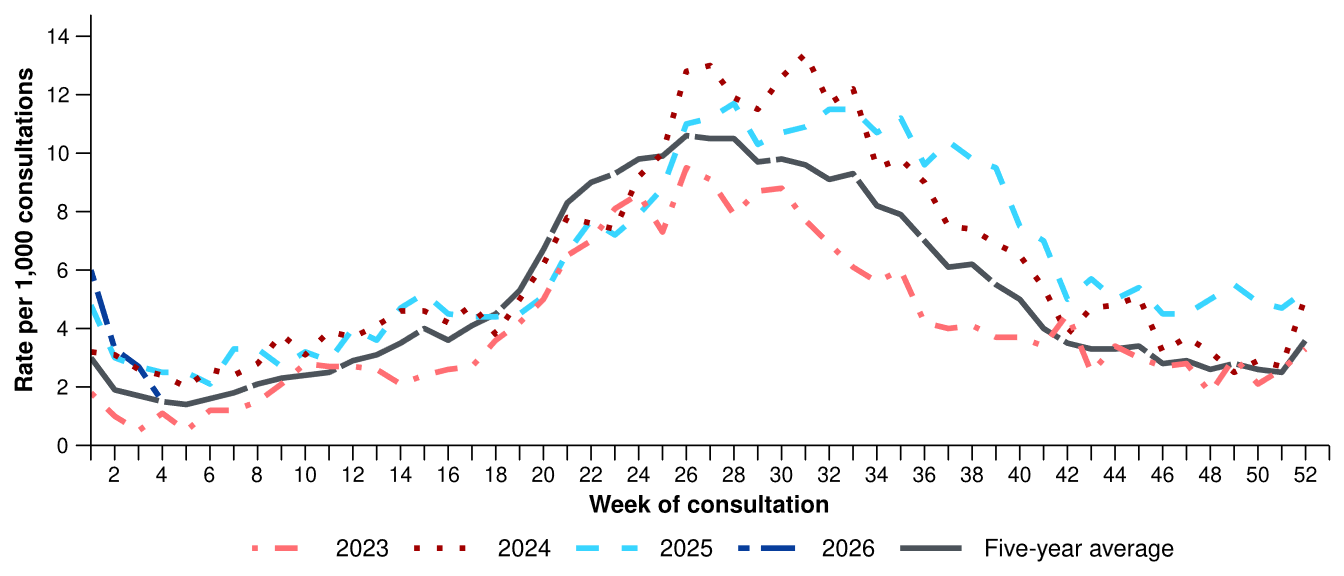 Rate per 1,000 consultations
14
12
10
8
6
4
2
0
2 4 6 8 10 12 14 16 18 20 22 24 26 28 30 32 34 36 38 40 42 44 46 48 50 52
Week of consultation
2023 2024 2025 2026 Five-year average